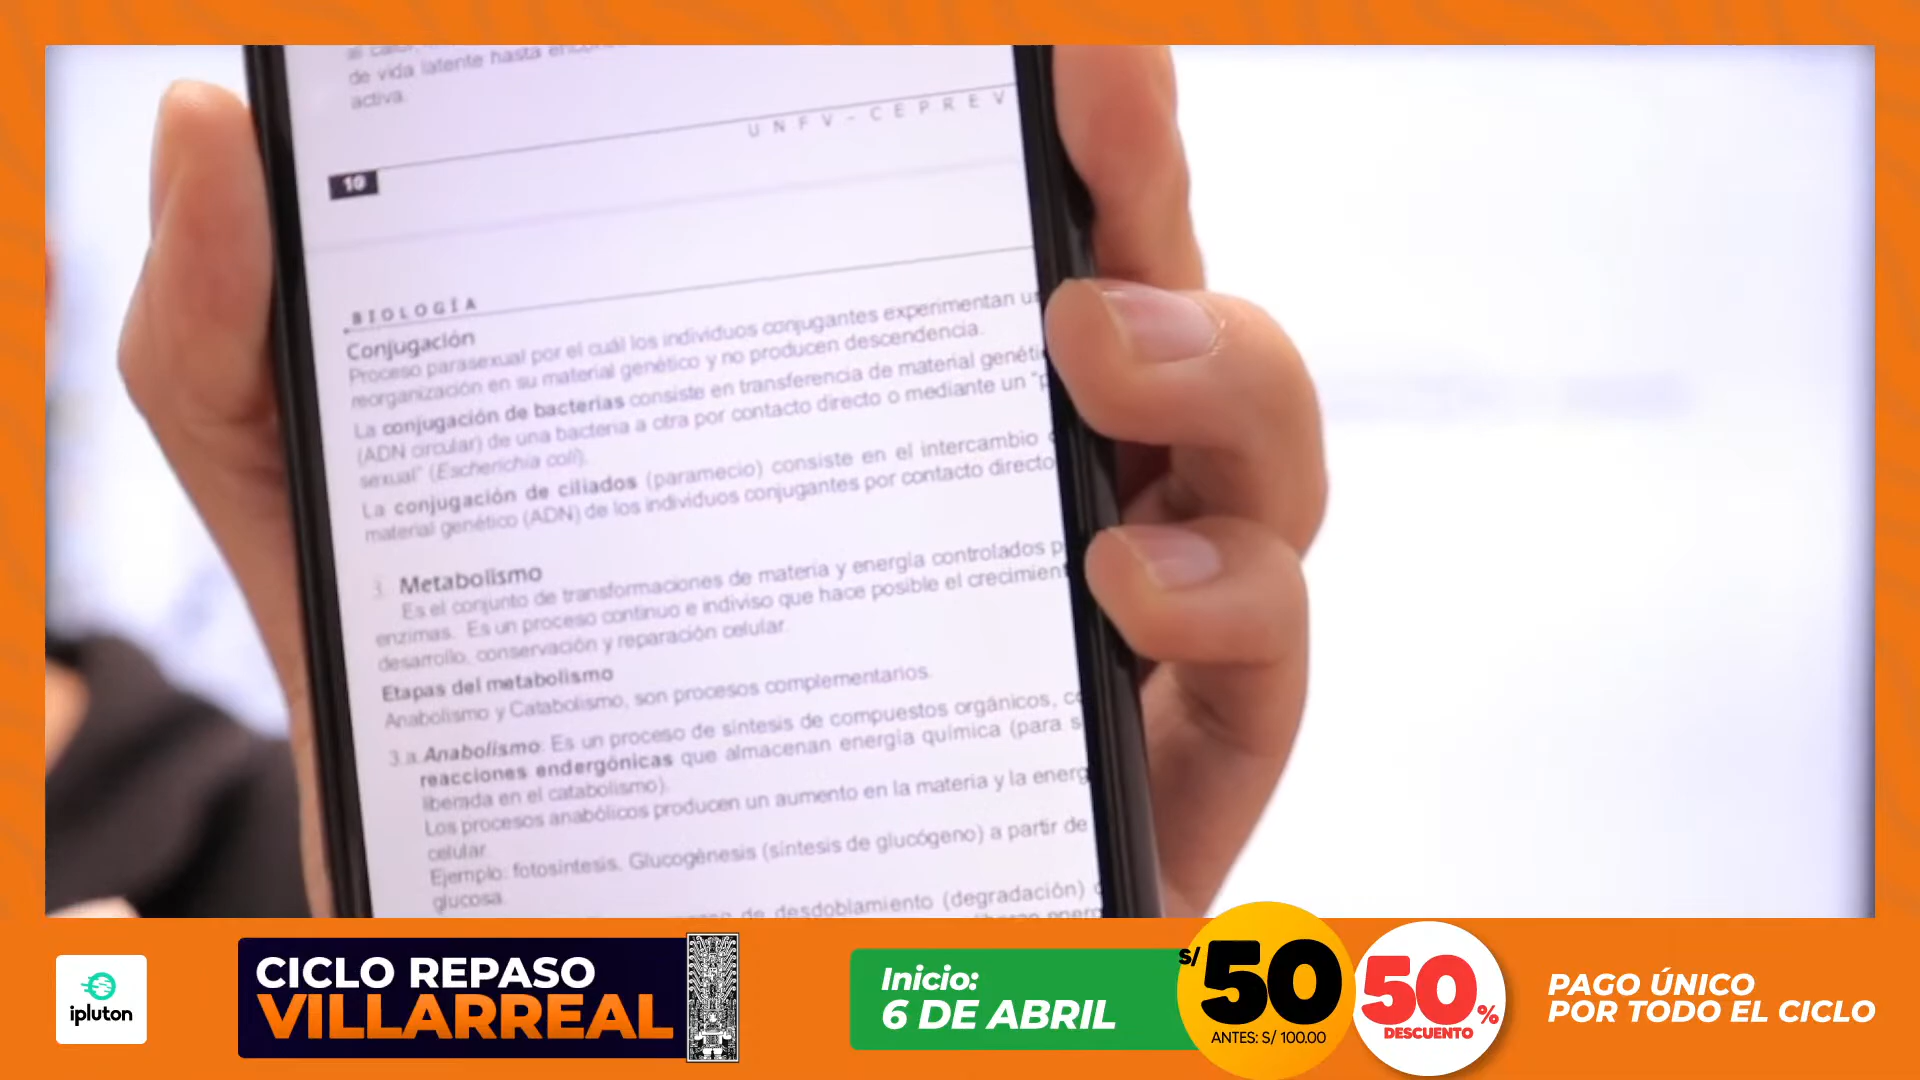 de vida latente hasta
activa.
UNFV-CEPREV
10
BIOLOGÍA
Conjugación
Proceso parasexual por el cuál los individuos conjugantes experimentan
reorganización en su material genético y no producen descendencia.
La conjugación de bacterias consiste en transferencia de material
(ADN circular) de una bacteria a otra por contacto directo o mediante un
sexual" (Escherichia coli).
La conjugación de ciliados (paramecio) consiste en el intercambio
material genético (ADN) de los individuos conjugantes por contacto directo
3. Metabolismo
Es el conjunto de transformaciones de materia y energía controlados
enzimas. Es un proceso continuo e indiviso que hace posible el
desarrollo, conservación y reparación celular.
Etapas del metabolismo
Anabolismo y Catabolismo, son procesos complementarios.
3.a. Anabolismo: Es un proceso de síntesis de compuestos orgánicos,
reacciones endergónicas que almacenan energía química (para
liberada en el catabolismo).
Los procesos anabólicos producen un aumento en la materia y la
celular.
Ejemplo: fotosíntesis, Glucogénesis (síntesis de glucógeno) a partir de
glucosa.
de desdoblamiento (degradación)
ipluton
CICLO REPASO
VILLARREAL
Inicio:
6 DE ABRIL
S/ 50
ANTES: S/ 100.00
50%
DESCUENTO
PAGO ÚNICO
POR TODO EL CICLO